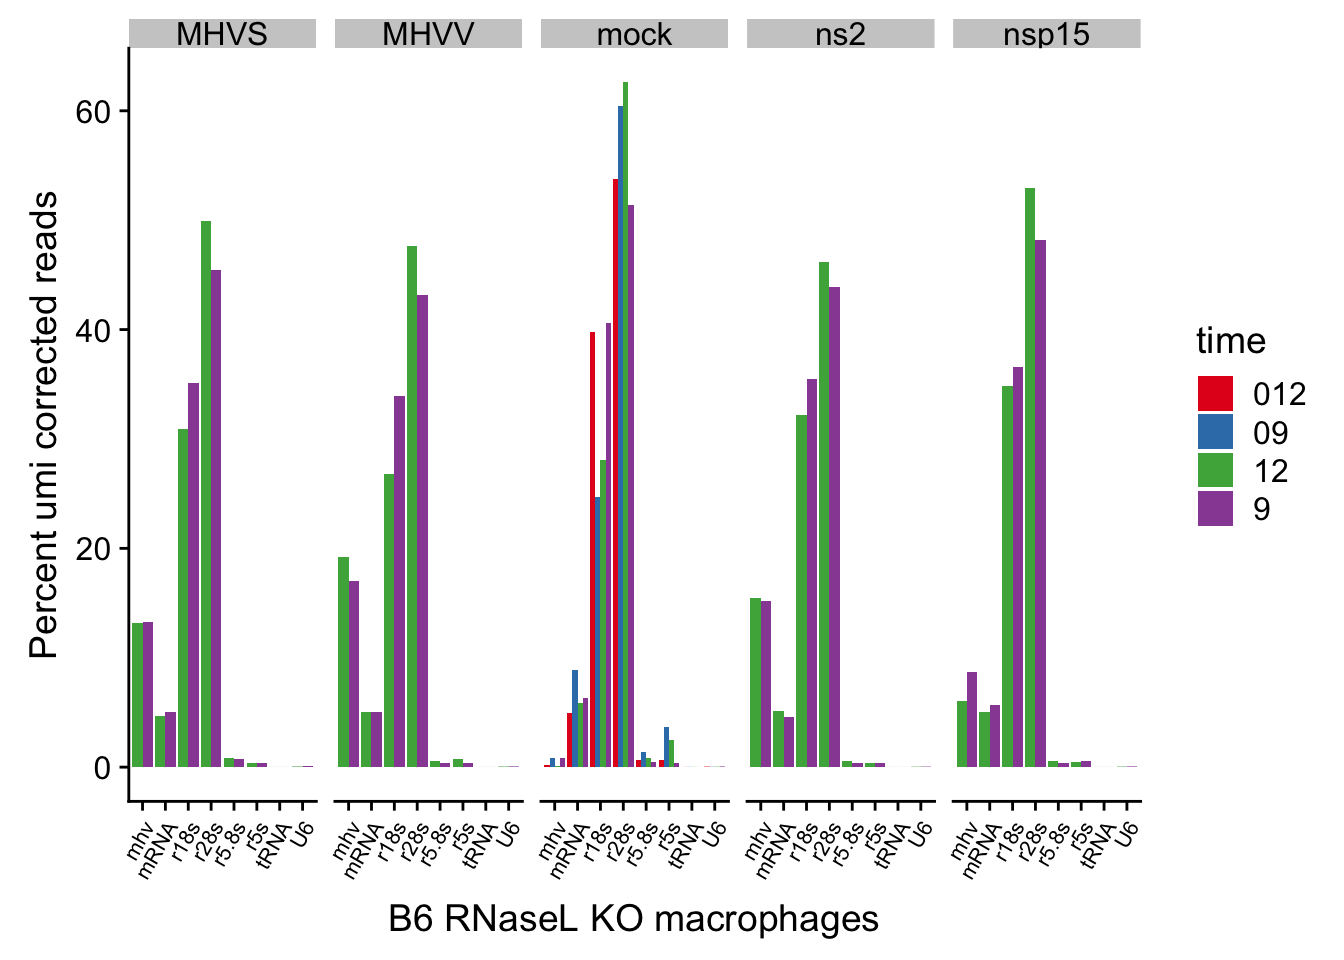 MHVS MHVV mock ns2 nsp15
60
40
20
0
Percent umi corrected reads
mhv mRNA r18s r28s r5.8s r5s tRNA U6
mhv mRNA r18s r28s r5.8s r5s tRNA U6
mhv mRNA r18s r28s r5.8s r5s tRNA U6
mhv mRNA r18s r28s r5.8s r5s tRNA U6
mhv mRNA r18s r28s r5.8s r5s tRNA U6
B6 RNaseL KO macrophages
time
012
09
12
9